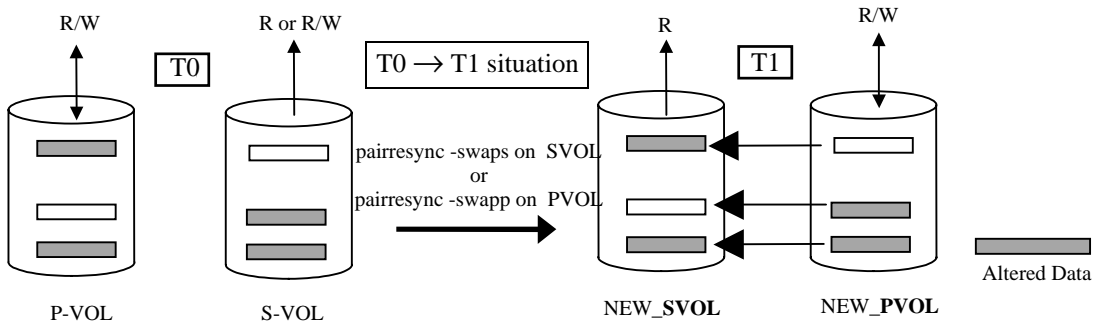 R/W
T0
R or R/W
T0 → T1 situation
R
T1
R/W
pairresync -swaps on SVOL
or
pairresync -swapp on PVOL
P-VOL
S-VOL
NEW_SVOL
NEW_PVOL
Altered Data